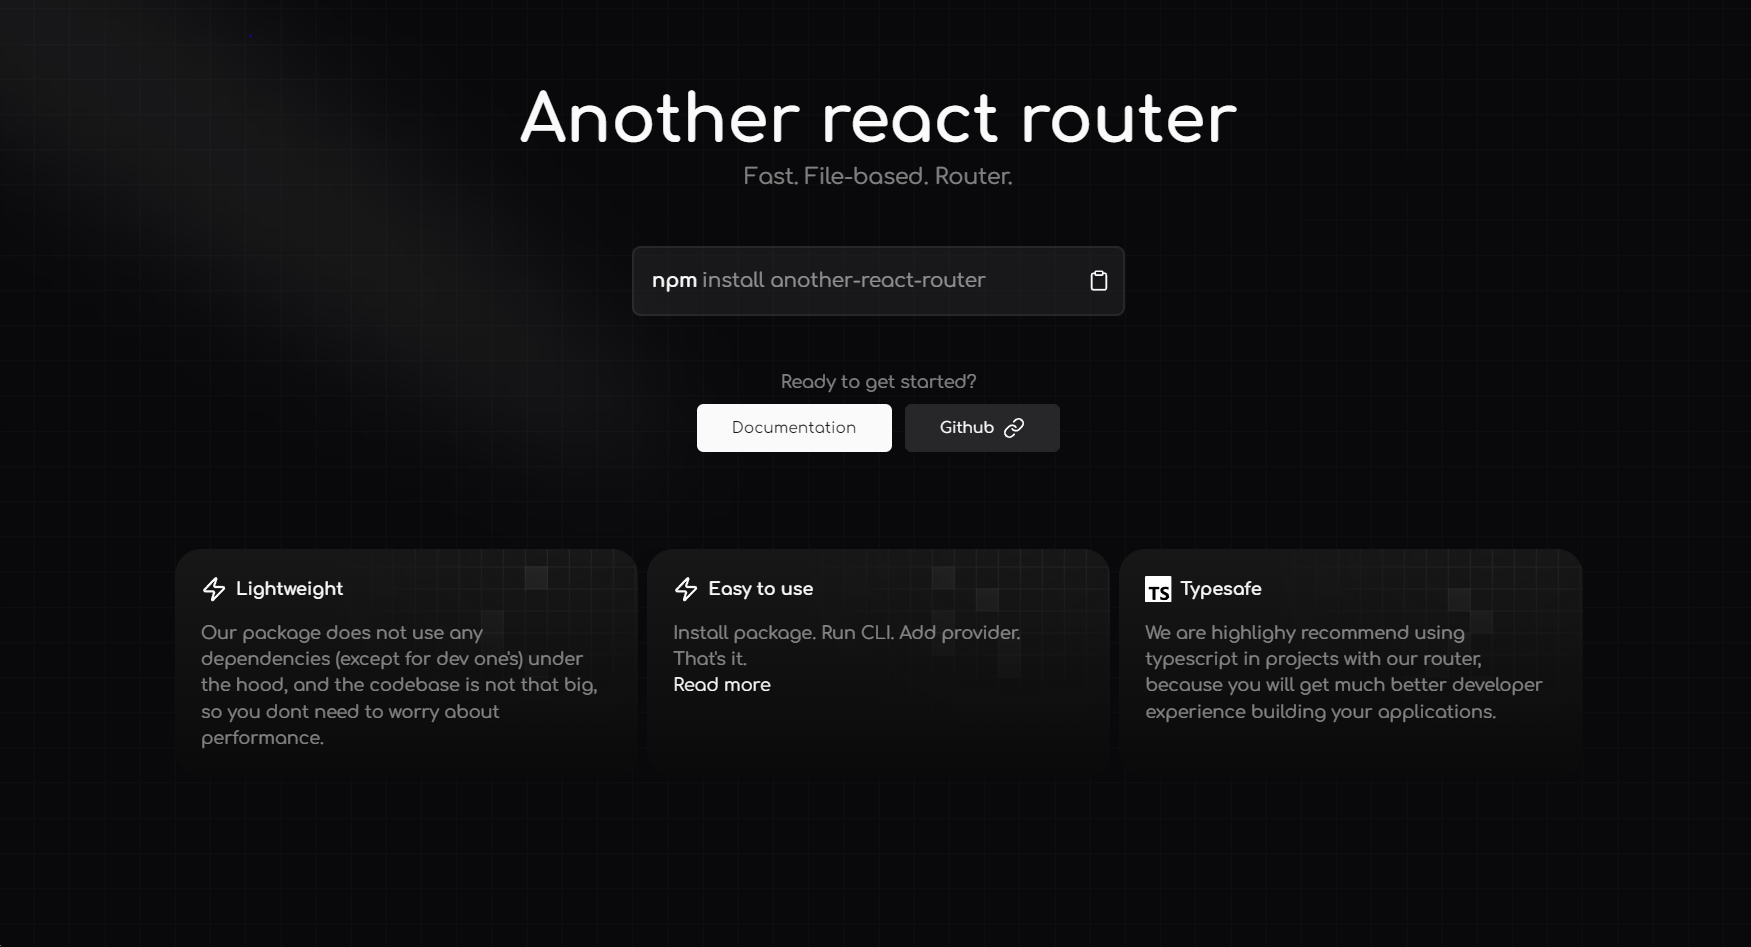 Another react router
Fast. File-based. Router.
npm install another-react-router
Ready to get started?
Documentation
Github
Lightweight
Our package does not use any
dependencies (except for dev one's) under
the hood, and the codebase is not that big,
so you dont need to worry about
performance.
Easy to use
Install package. Run CLI. Add provider.
That's it.
Read more
TS Typesafe
We are highlighy recommend using
typescript in projects with our router,
because you will get much better developer
experience building your applications.